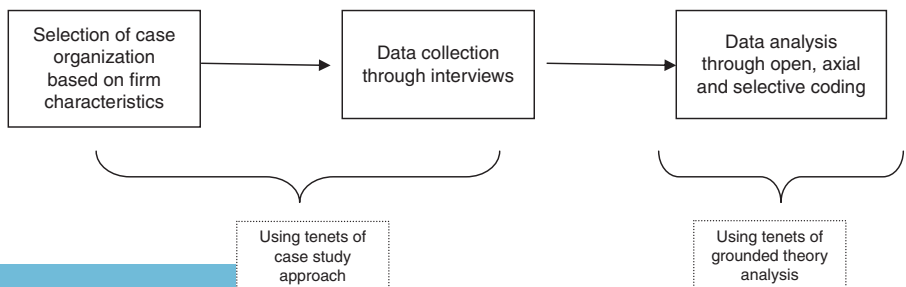 Selection of case
organization
based on firm
characteristics
Data collection
through interviews
Data analysis
through open, axial
and selective coding
Using tenets of
case study
approach
Using tenets of
grounded theory
analysis